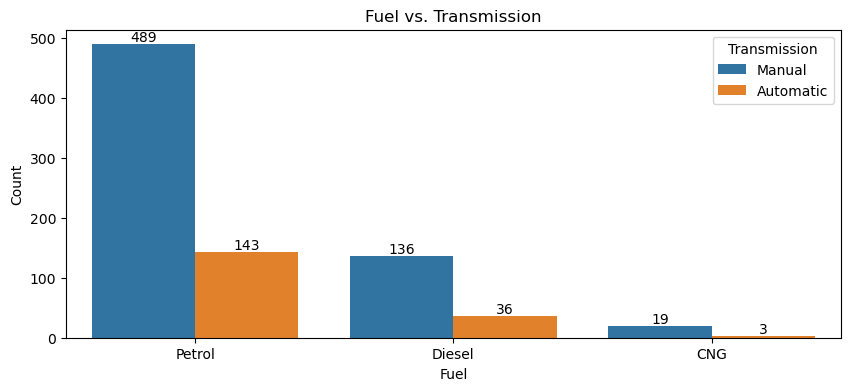 Fuel vs. Transmission
Count
500
400
300
200
100
0
489
143
136
36
19
3
Transmission
Manual
Automatic
Petrol
Diesel
CNG
Fuel